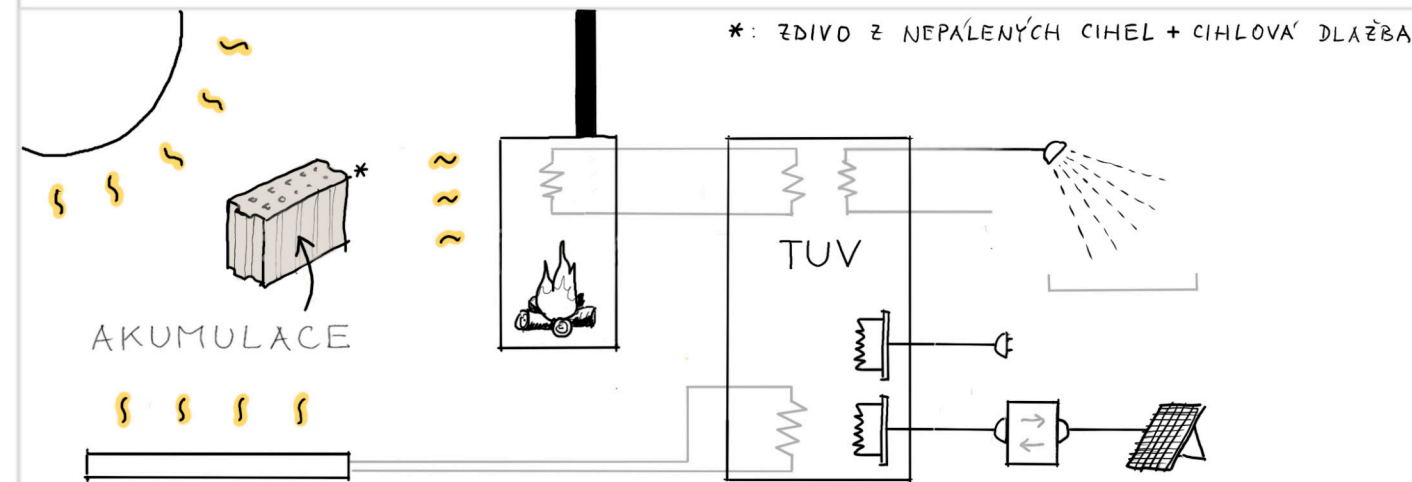 *: ZDIVO Z NEPÁLENÝCH CIHEL + CIHLOVÁ DLAŽBA
*
TUV
AKUMULACE